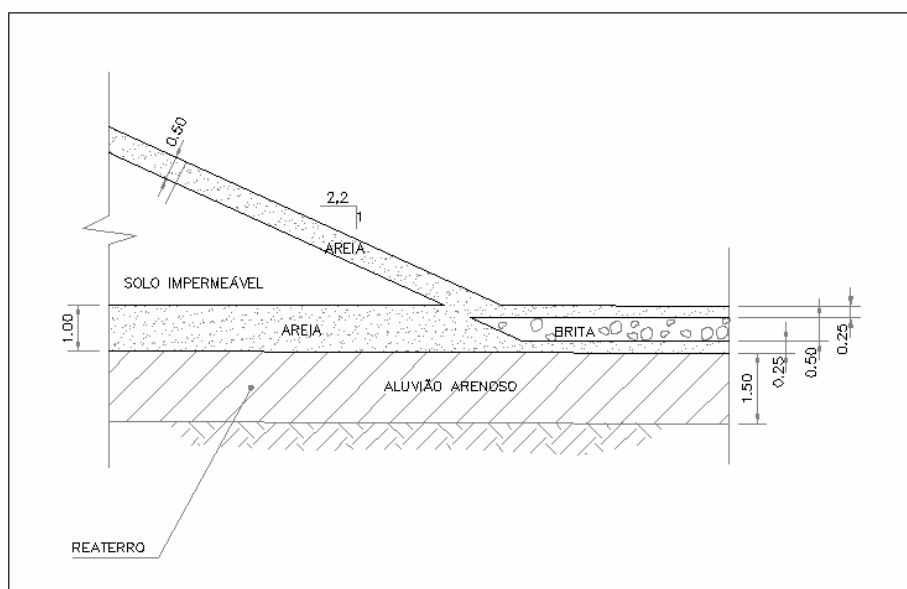 0.50
2,2
1
AREIA
SOLO IMPERMEÁVEL
1.00
AREIA
BRITA
0.25
0.50
0.25
1.50
ALUVIÃO ARENOSO
REATERRO